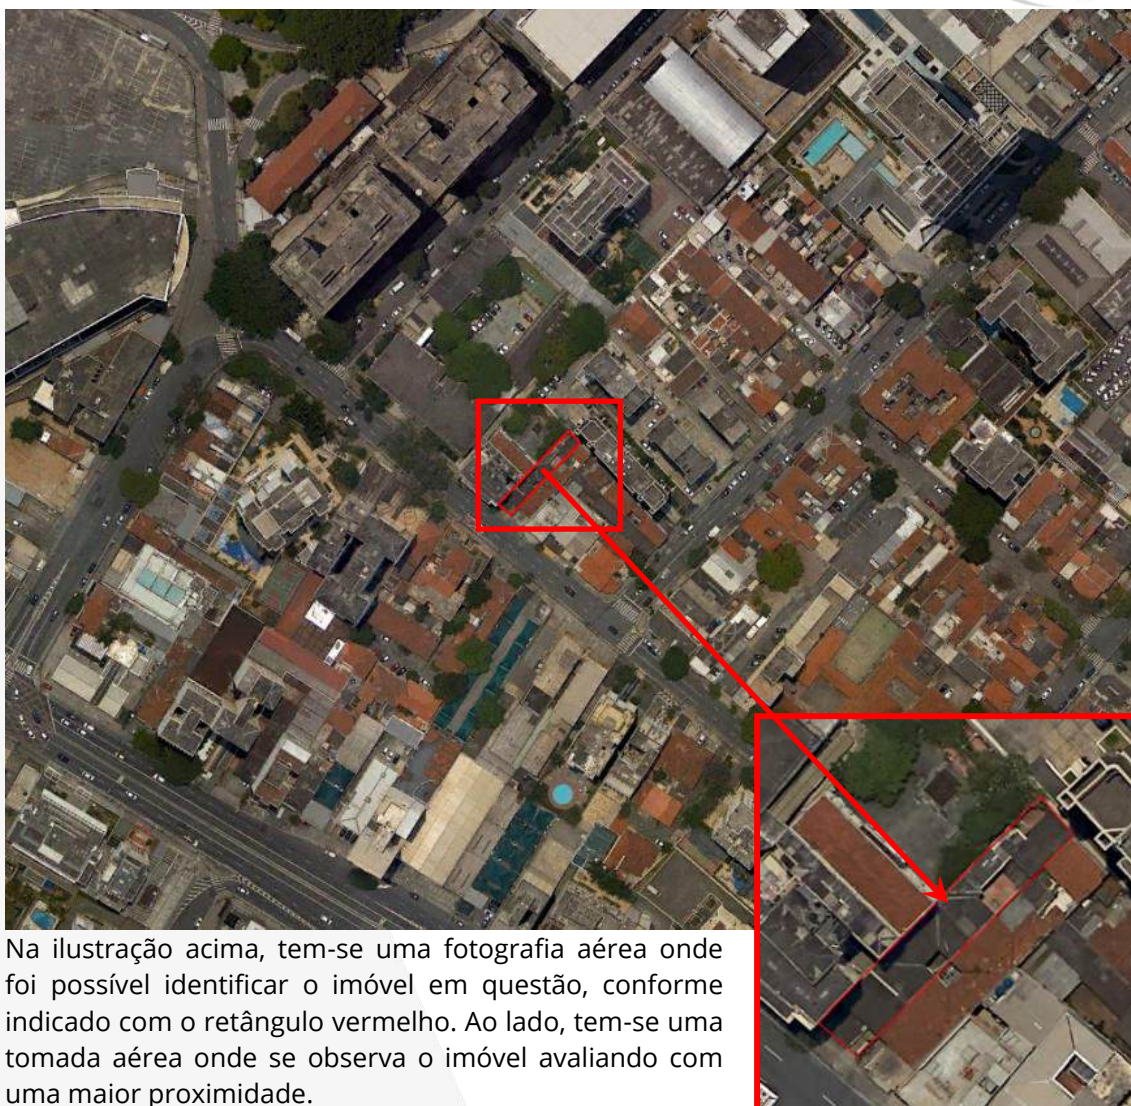 Na ilustração acima, tem-se uma fotografia aérea onde
foi possível identificar o imóvel em questão, conforme
indicado com o retângulo vermelho. Ao lado, tem-se uma
tomada aérea onde se observa o imóvel avaliando com
uma maior proximidade.